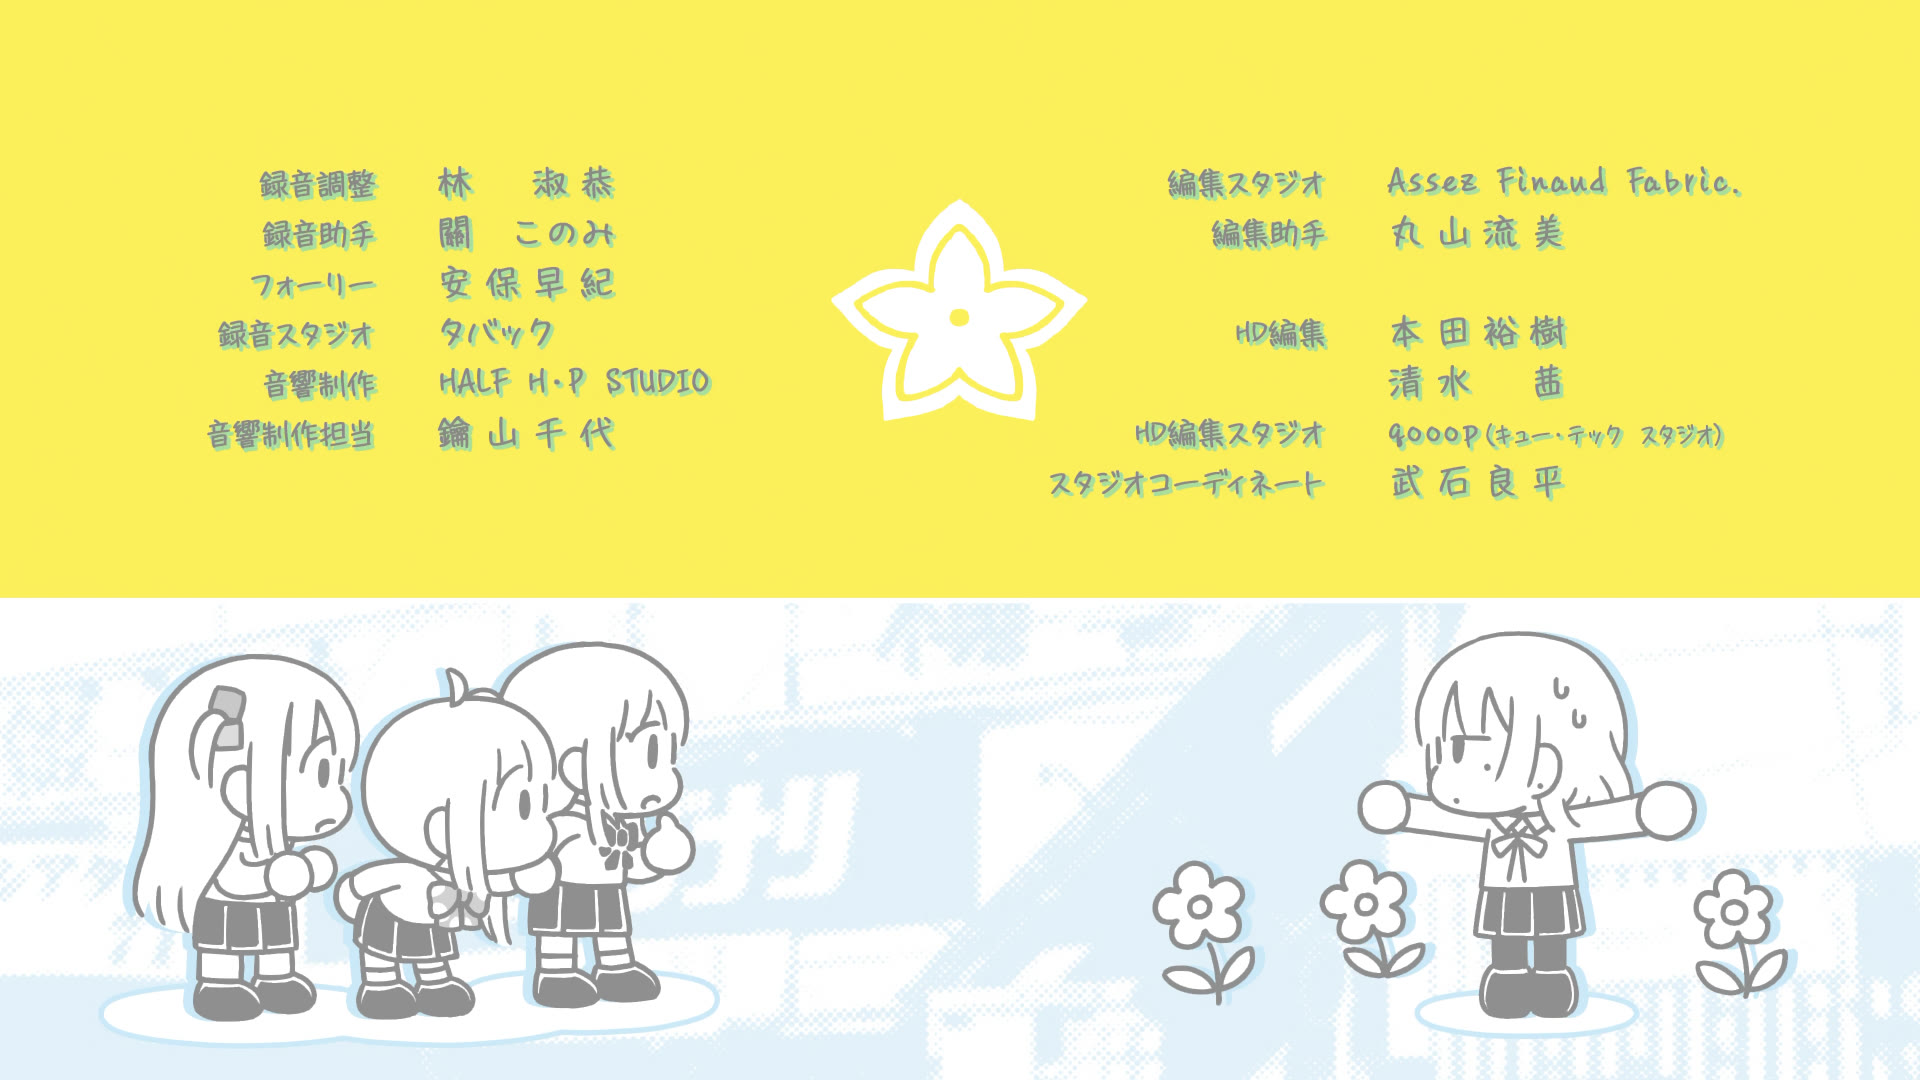 録音調整 林 淑恭
録音助手 關 このみ
フォーリー 安保早紀
録音スタジオ タバック
音響制作 HALF H・P STUDIO
音響制作担当 鑰山千代
編集スタジオ Assez Finaud Fabric.
編集助手 丸山流美
HD編集 本田裕樹
清水 茜
HD編集スタジオ q000p(キュー・テック スタジオ)
スタジオコーディネート 武石良平